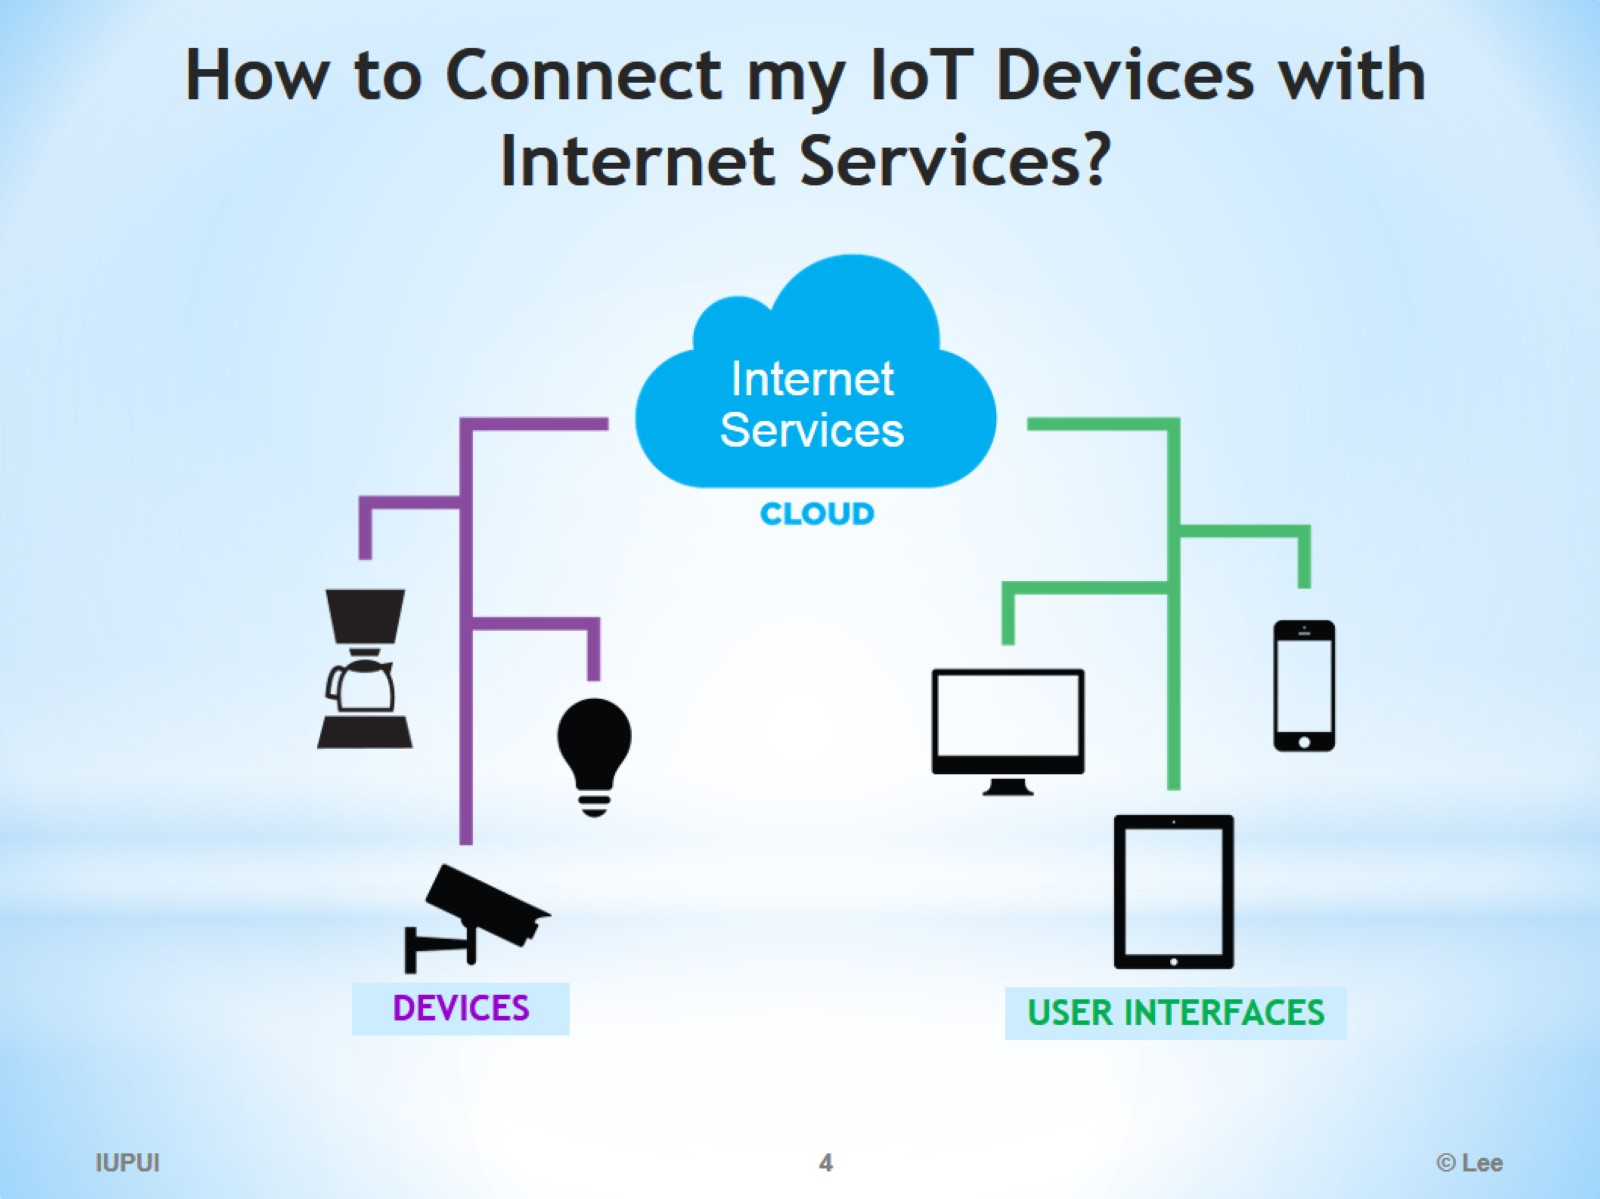 How to Connect my IoT Devices with
Internet Services?
Internet
Services
CLOUD
DEVICES
USER INTERFACES
IUPUI
4
© Lee